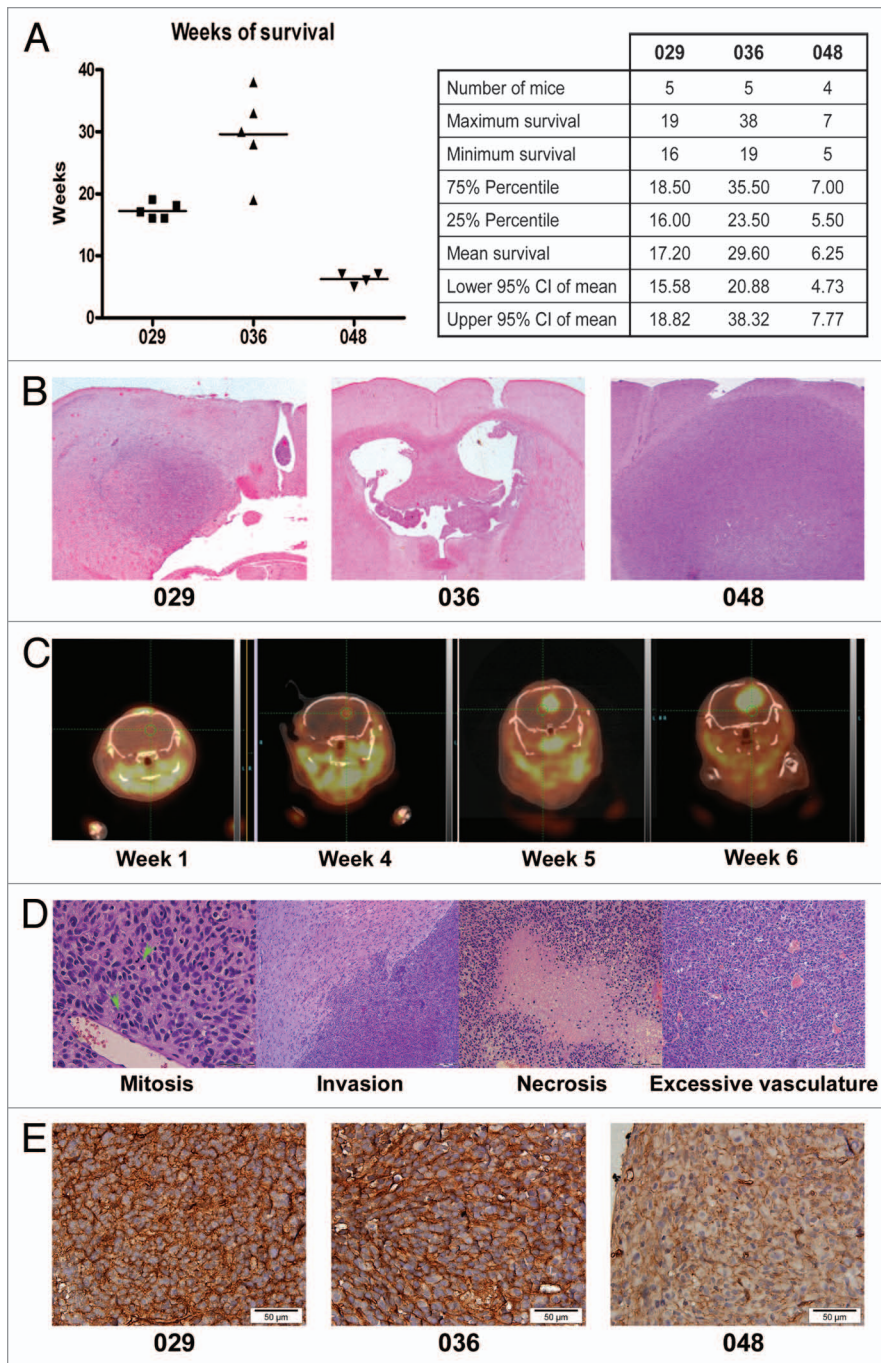 A
Weeks of survival
Weeks
40
30
20
10
0
029 036 048
029 036 048
Number of mice 5 5 4
Maximum survival 19 38 7
Minimum survival 16 19 5
75% Percentile 18.50 35.50 7.00
25% Percentile 16.00 23.50 5.50
Mean survival 17.20 29.60 6.25
Lower 95% CI of mean 15.58 20.88 4.73
Upper 95% CI of mean 18.82 38.32 7.77
B
029 036 048
C
Week 1 Week 4 Week 5 Week 6
D
Mitosis Invasion Necrosis Excessive vasculature
E
50 µm 50 µm 50 µm
029 036 048